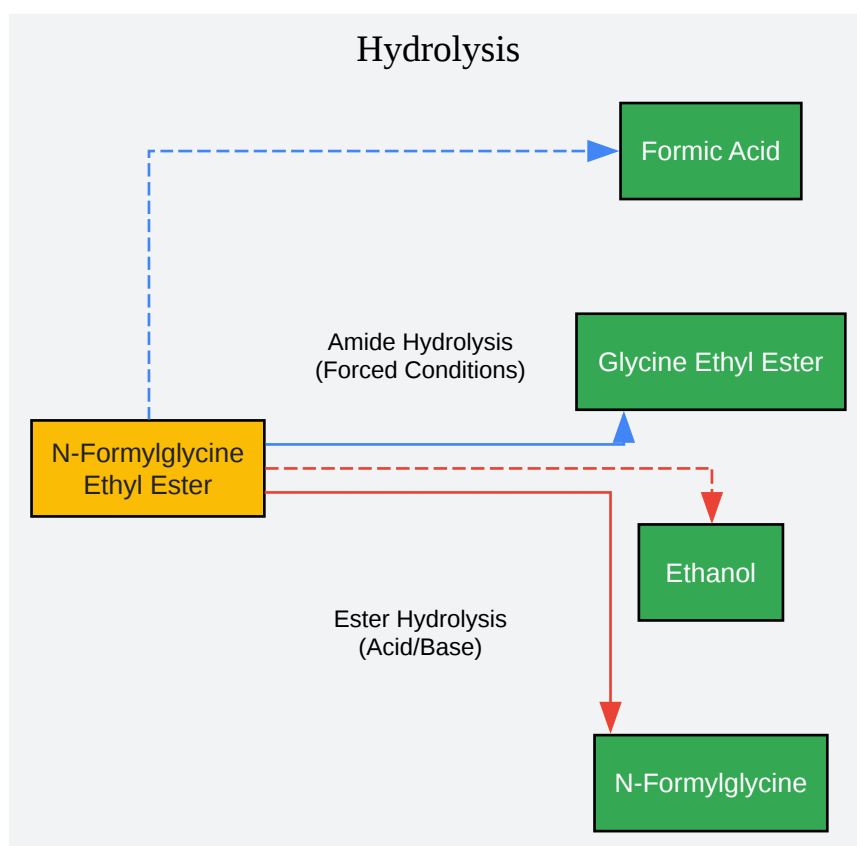 Hydrolysis
Formic Acid
Amide Hydrolysis
(Forced Conditions)
Glycine Ethyl Ester
N-Formylglycine
Ethyl Ester
Ethanol
Ester Hydrolysis
(Acid/Base)
N-Formylglycine